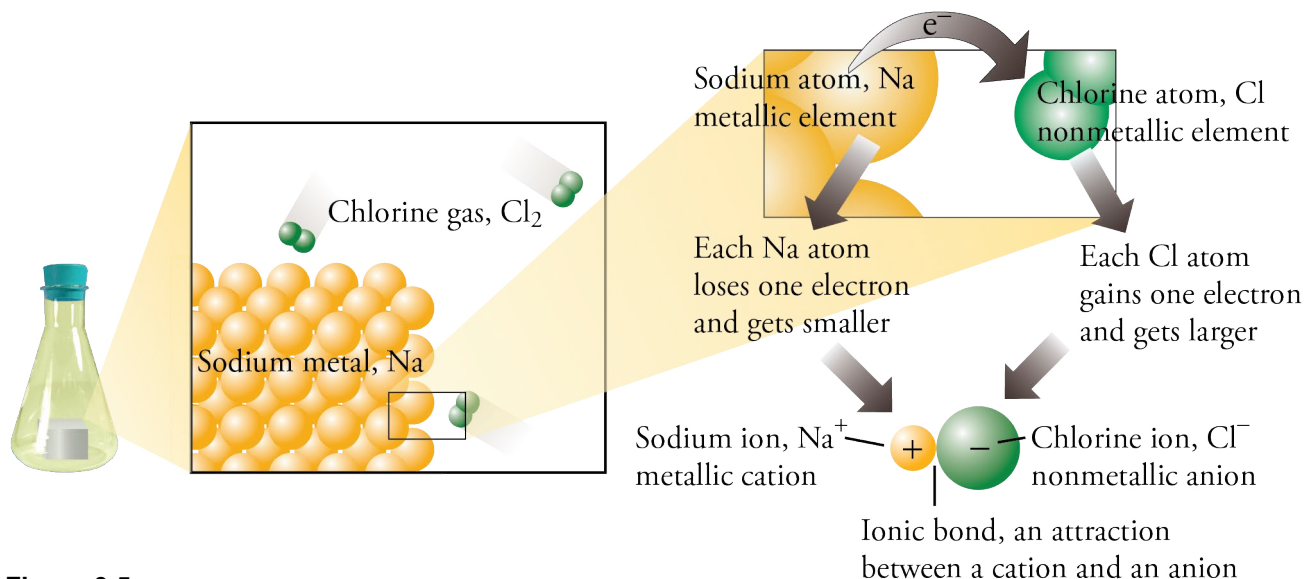 e⁻
Sodium atom, Na
metallic element
Chlorine atom, Cl
nonmetallic element
Chlorine gas, Cl₂
Sodium metal, Na
Each Na atom
loses one electron
and gets smaller
Each Cl atom
gains one electron
and gets larger
Sodium ion, Na⁺
metallic cation
+
−
Chlorine ion, Cl⁻
nonmetallic anion
Ionic bond, an attraction
between a cation and an anion